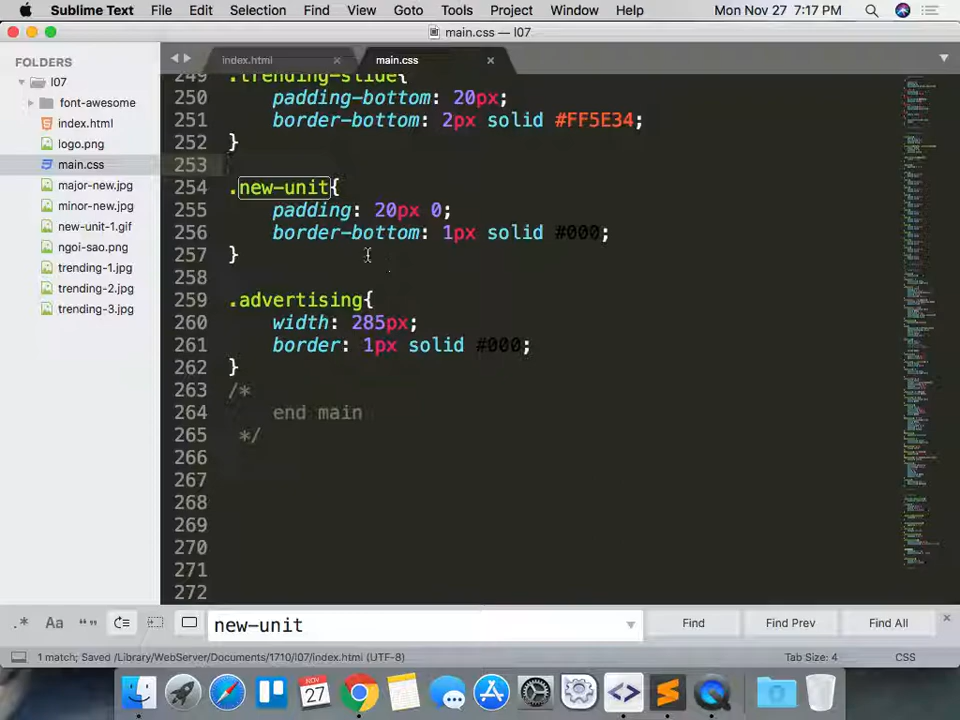 Sublime Text File Edit Selection Find View Goto Tools Project Window Help Mon Nov 27 7:17 PM
main.css — l07
FOLDERS
l07
font-awesome
index.html
logo.png
main.css
major-new.jpg
minor-new.jpg
new-unit-1.gif
ngoi-sao.png
trending-1.jpg
trending-2.jpg
trending-3.jpg
index.html × main.css ×
249 .trending-slide{
250 padding-bottom: 20px;
251 border-bottom: 2px solid #FF5E34;
252 }
253
254 .new-unit{
255 padding: 20px 0;
256 border-bottom: 1px solid #000;
257 }
258
259 .advertising{
260 width: 285px;
261 border: 1px solid #000;
262 }
263 /*
264 end main
265 */
266
267
268
269
270
271
272
.* Aa “” new-unit Find Find Prev Find All ×
1 match; Saved /Library/WebServer/Documents/1710/l07/index.html (UTF-8) Tab Size: 4 CSS
NOV
27